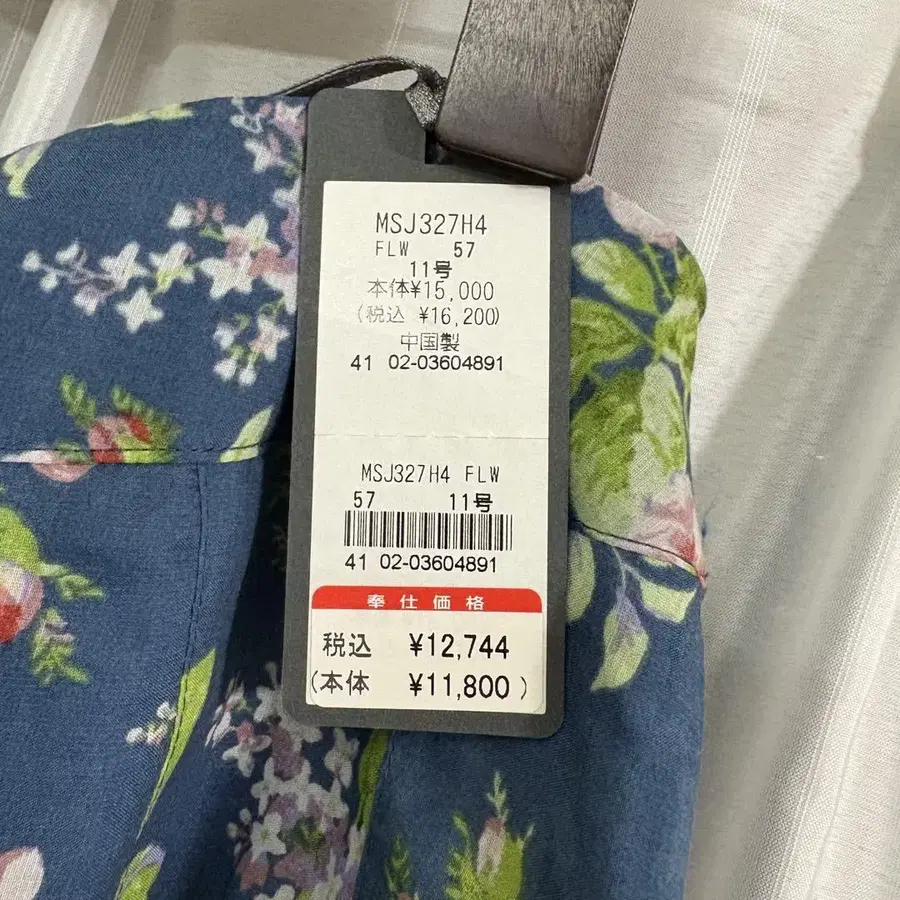 MSJ327H4
FLW 57
11号
本体¥15,000
(税込 ¥16,200)
中国製
41 02-03604891
MSJ327H4 FLW
57 11号
41 02-03604891
奉仕価格
税込 ¥12,744
(本体 ¥11,800)